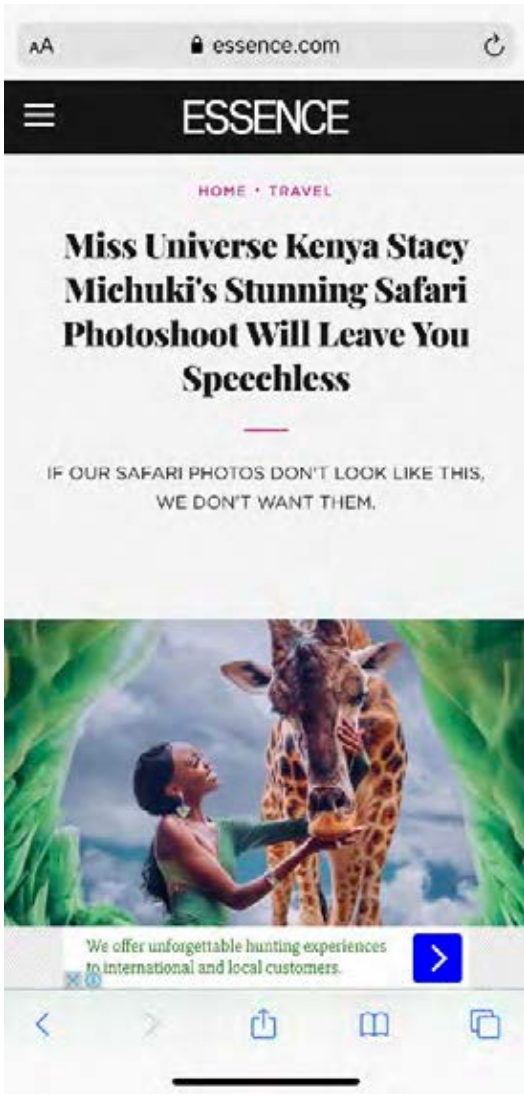 AA essence.com
ESSENCE
HOME • TRAVEL
Miss Universe Kenya Stacy
Michuki's Stunning Safari
Photoshoot Will Leave You
Speechless
IF OUR SAFARI PHOTOS DON'T LOOK LIKE THIS,
WE DON'T WANT THEM.
We offer unforgettable hunting experiences
to international and local customers.